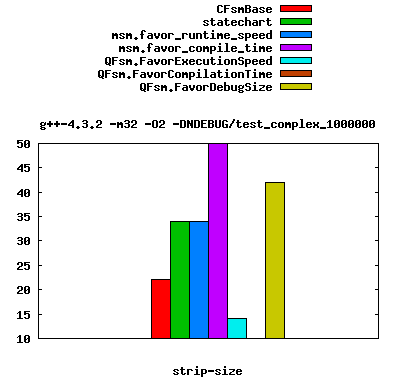 CFsmBase
statechart
msm.favor_runtime_speed
msm.favor_compile_time
QFsm.FavorExecutionSpeed
QFsm.FavorCompilationTime
QFsm.FavorDebugSize
g++-4.3.2 -m32 -O2 -DNDEBUG/test_complex_1000000
50
45
40
35
30
25
20
15
10
strip-size